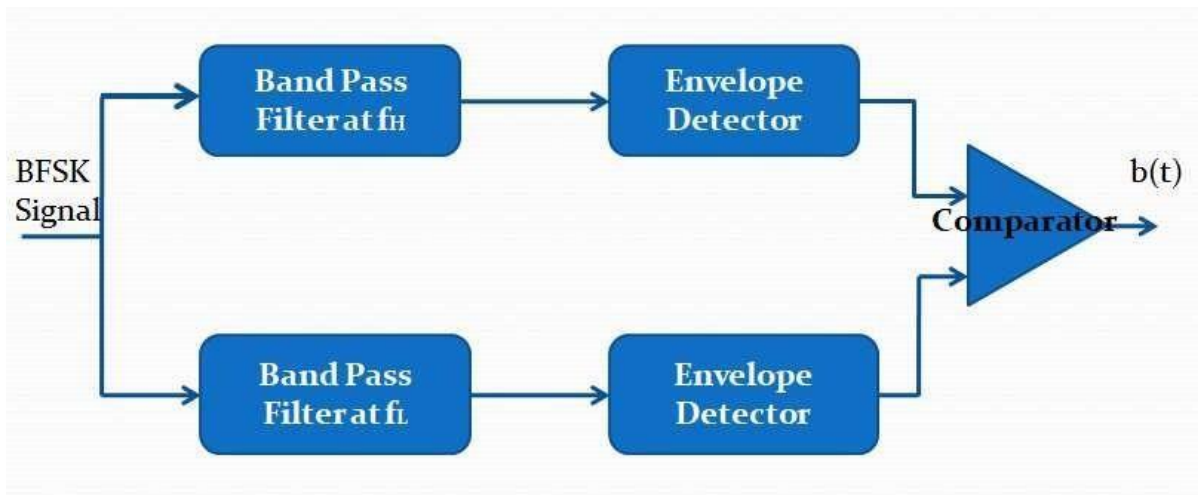 Band Pass
Filter at fH
Envelope
Detector
BFSK
Signal
Comparator
b(t)
Band Pass
Filter at fL
Envelope
Detector